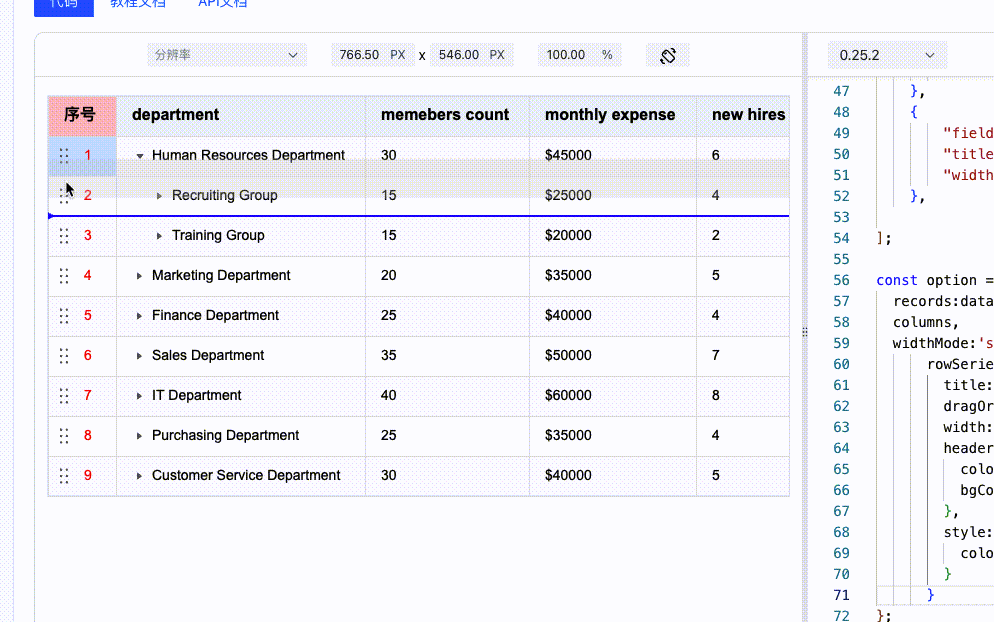 代码 教程文档 API文档
分辨率 766.50 PX x 546.00 PX 100.00 % 0.25.2
序号 department memebers count monthly expense new hires
1 Human Resources Department 30 $45000 6
2 Recruiting Group 15 $25000 4
3 Training Group 15 $20000 2
4 Marketing Department 20 $35000 5
5 Finance Department 25 $40000 4
6 Sales Department 35 $50000 7
7 IT Department 40 $60000 8
8 Purchasing Department 25 $35000 4
9 Customer Service Department 30 $40000 5
47 },
48 {
49 "field
50 "title
51 "width
52 },
53
54 ];
55
56 const option =
57 records:data
58 columns,
59 widthMode:'s
60 rowSerie
61 title:
62 dragOr
63 width:
64 header
65 colo
66 bgCo
67 },
68 style:
69 colo
70 }
71 }
72 };